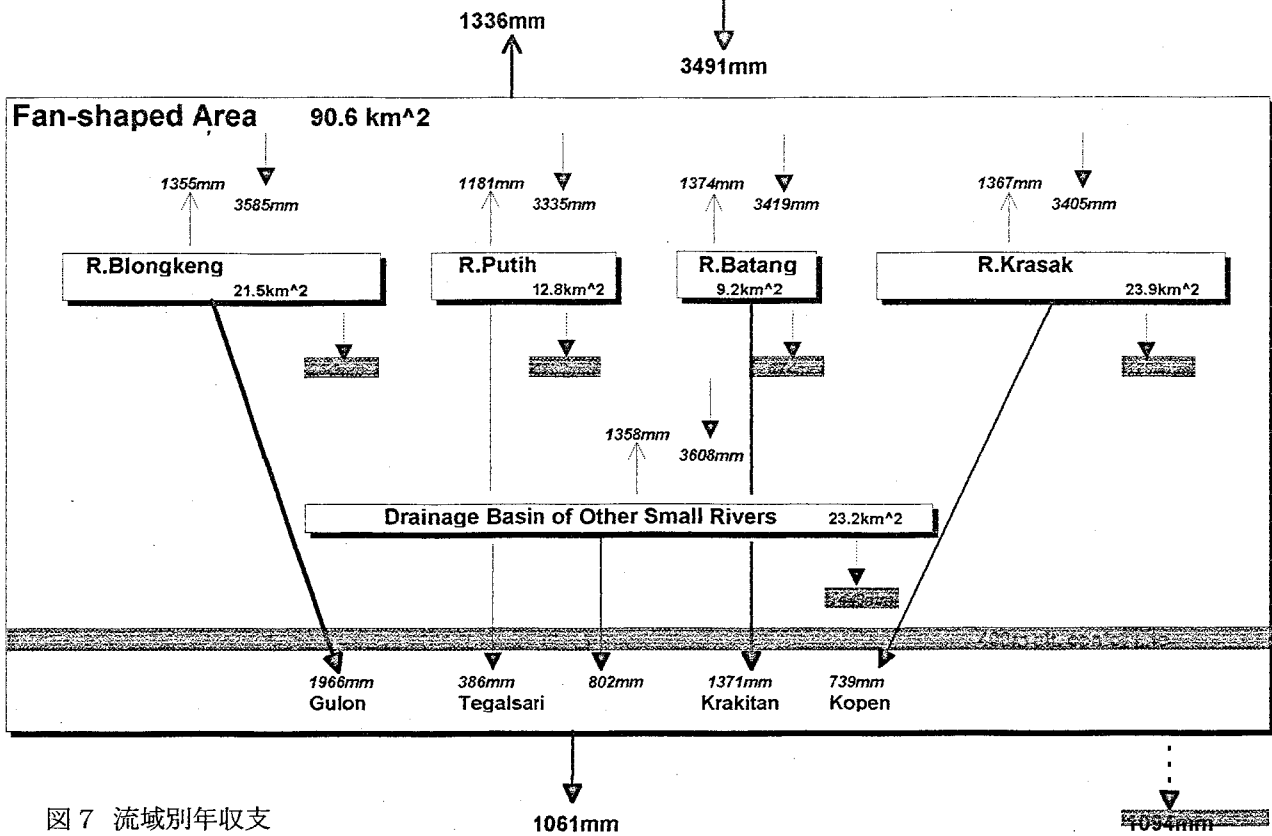 1336mm
3491mm
Fan-shaped Area 90.6 km^2
1355mm
3585mm
1181mm
3335mm
1374mm
3419mm
1367mm
3405mm
R.Blongkeng
21.5km^2
R.Putih
12.8km^2
R.Batang
9.2km^2
R.Krasak
23.9km^2
1358mm
3608mm
Drainage Basin of Other Small Rivers 23.2km^2
1966mm
Gulon
386mm
Tegalsari
802mm
1371mm
Krakitan
739mm
Kopen
1061mm
1094mm
図 7 流域別年収支